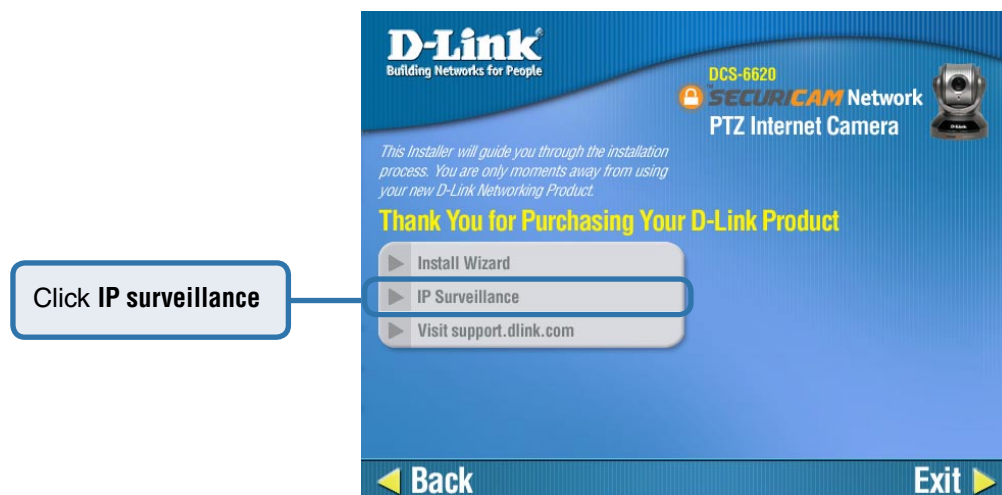 D-Link
Building Networks for People
DCS-6620
SECURICAM Network
PTZ Internet Camera
D-Link
This Installer will guide you through the installation
process. You are only moments away from using
your new D-Link Networking Product.
Thank You for Purchasing Your D-Link Product
Install Wizard
Click IP surveillance
IP Surveillance
Visit support.dlink.com
Back
Exit